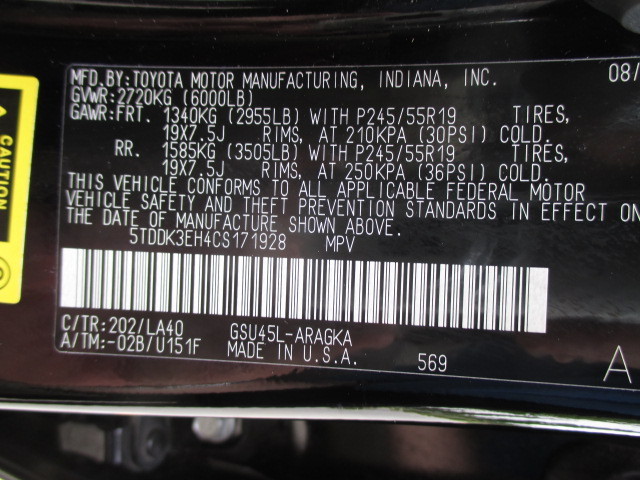 MFD.BY:TOYOTA MOTOR MANUFACTURING, INDIANA, INC. 08/
GVWR:2720KG (6000LB)
GAWR:FRT. 1340KG (2955LB) WITH P245/55R19 TIRES,
19X7.5J RIMS, AT 210KPA (30PSI) COLD.
RR. 1585KG (3505LB) WITH P245/55R19 TIRES,
19X7.5J RIMS, AT 250KPA (36PSI) COLD.
THIS VEHICLE CONFORMS TO ALL APPLICABLE FEDERAL MOTOR
VEHICLE SAFETY AND THEFT PREVENTION STANDARDS IN EFFECT ON
THE DATE OF MANUFACTURE SHOWN ABOVE.
5TDDK3EH4CS171928 MPV
C/TR:202/LA40 GSU45L-ARAGKA
A/TM:-02B/U151F MADE IN U.S.A. 569
A
CAUTION